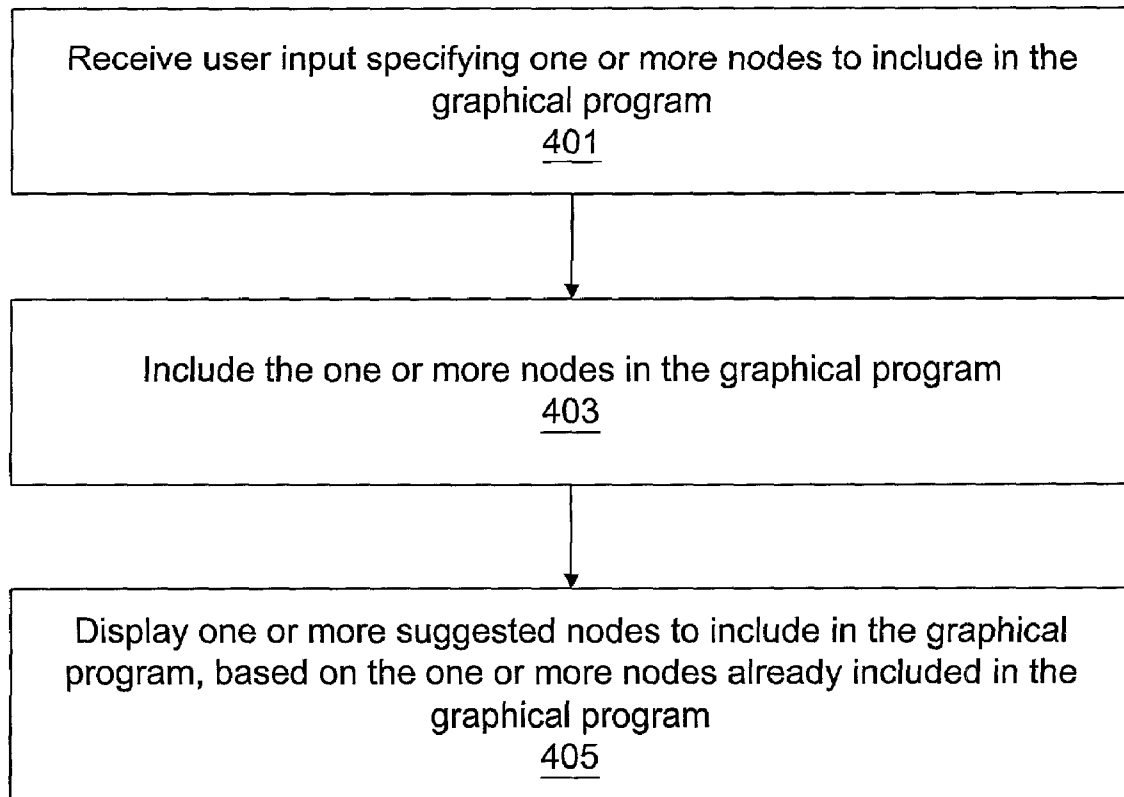 Receive user input specifying one or more nodes to include in the
graphical program
401
Include the one or more nodes in the graphical program
403
Display one or more suggested nodes to include in the graphical
program, based on the one or more nodes already included in the
graphical program
405